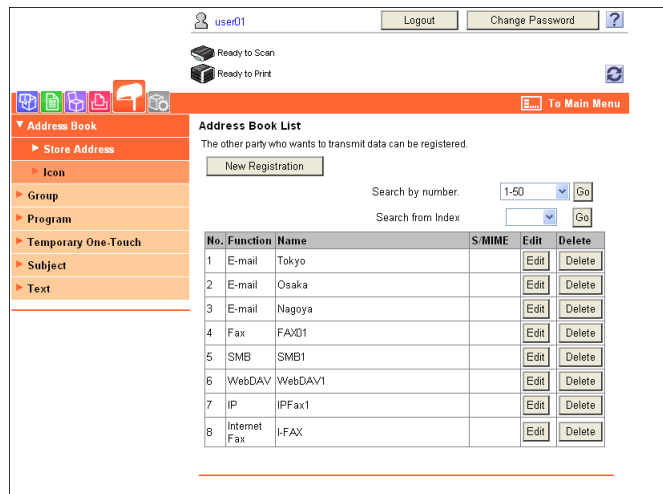 user01
Logout
Change Password
?
Ready to Scan
Ready to Print
To Main Menu
Address Book
Store Address
Icon
Group
Program
Temporary One-Touch
Subject
Text
Address Book List
The other party who wants to transmit data can be registered.
New Registration
Search by number. 1-50 Go
Search from Index Go
No. Function Name S/MIME Edit Delete
1 E-mail Tokyo Edit Delete
2 E-mail Osaka Edit Delete
3 E-mail Nagoya Edit Delete
4 Fax FAX01 Edit Delete
5 SMB SMB1 Edit Delete
6 WebDAV WebDAV1 Edit Delete
7 IP IPFax1 Edit Delete
8 Internet Fax I-FAX Edit Delete